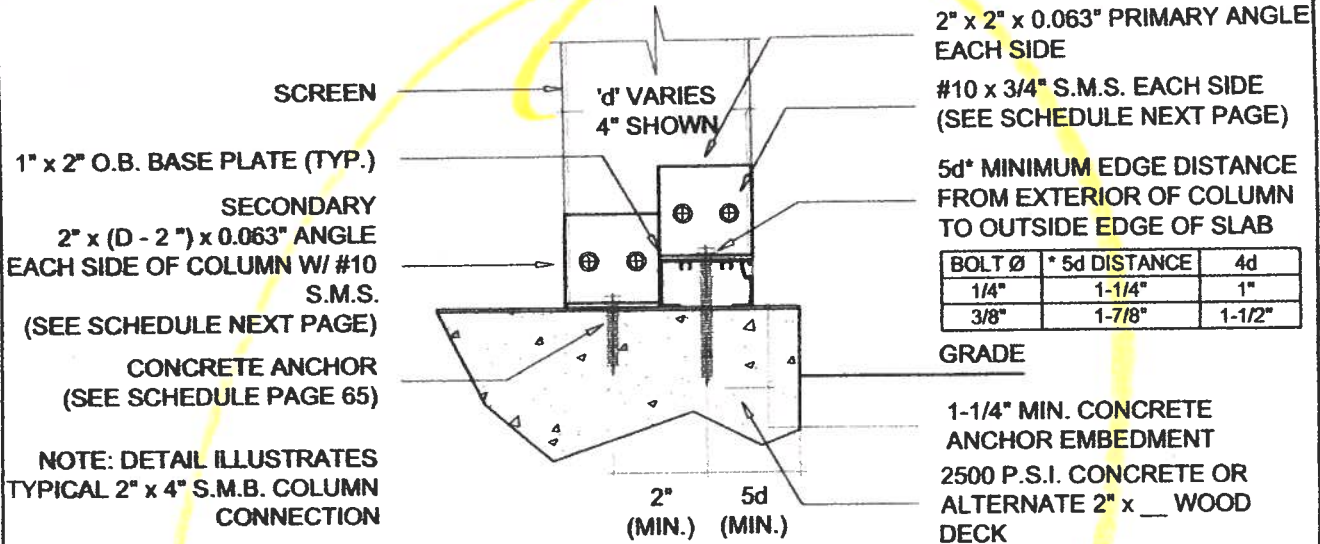 SCREEN
1" x 2" O.B. BASE PLATE (TYP.)
SECONDARY
2" x (D - 2 ") x 0.063" ANGLE
EACH SIDE OF COLUMN W/ #10
S.M.S.
(SEE SCHEDULE NEXT PAGE)
CONCRETE ANCHOR
(SEE SCHEDULE PAGE 65)
NOTE: DETAIL ILLUSTRATES
TYPICAL 2" x 4" S.M.B. COLUMN
CONNECTION
'd' VARIES
4" SHOWN
2"
(MIN.)
5d
(MIN.)
2" x 2" x 0.063" PRIMARY ANGLE
EACH SIDE
#10 x 3/4" S.M.S. EACH SIDE
(SEE SCHEDULE NEXT PAGE)
5d* MINIMUM EDGE DISTANCE
FROM EXTERIOR OF COLUMN
TO OUTSIDE EDGE OF SLAB
BOLT Ø * 5d DISTANCE 4d
1/4" 1-1/4" 1"
3/8" 1-7/8" 1-1/2"
GRADE
1-1/4" MIN. CONCRETE
ANCHOR EMBEDMENT
2500 P.S.I. CONCRETE OR
ALTERNATE 2" x __ WOOD
DECK